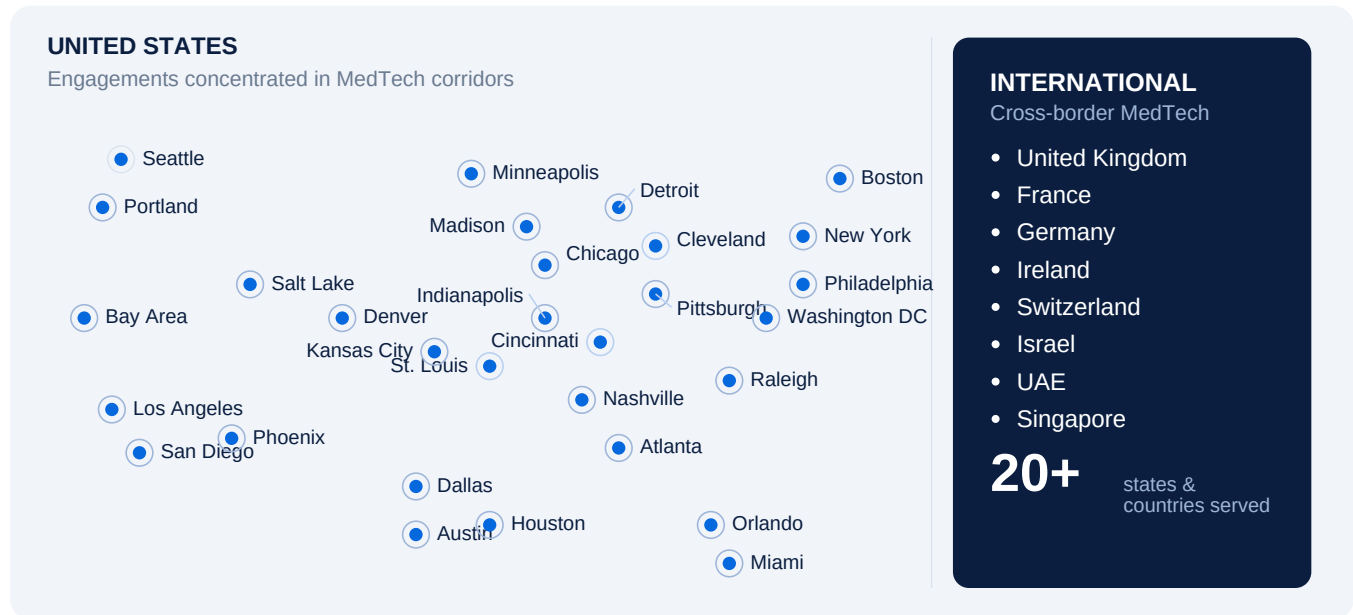 UNITED STATES
Engagements concentrated in MedTech corridors
Seattle
Minneapolis
Boston
Detroit
Portland
Madison
New York
Cleveland
Chicago
Salt Lake
Philadelphia
Indianapolis
Pittsburgh
Bay Area
Denver
Washington DC
Cincinnati
Kansas City
St. Louis
Raleigh
Nashville
Los Angeles
Phoenix
San Diego
Atlanta
Dallas
Houston
Orlando
Austin
Miami
INTERNATIONAL
Cross-border MedTech
• United Kingdom
• France
• Germany
• Ireland
• Switzerland
• Israel
• UAE
• Singapore
20+
states &
countries served